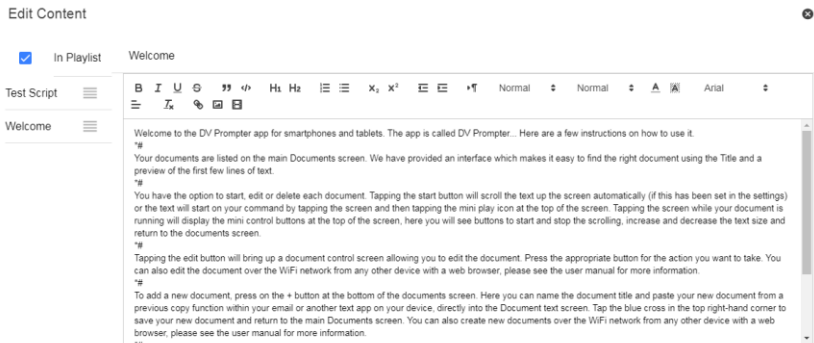 Edit Content
In Playlist
Welcome
Test Script
Welcome
B I U S ” </> H1 H2 X₂ X² ¶ Normal Normal A A Arial
Tx
Welcome to the DV Prompter app for smartphones and tablets. The app is called DV Prompter... Here are a few instructions on how to use it.
*#
Your documents are listed on the main Documents screen. We have provided an interface which makes it easy to find the right document using the Title and a
preview of the first few lines of text.
*#
You have the option to start, edit or delete each document. Tapping the start button will scroll the text up the screen automatically (if this has been set in the settings)
or the text will start on your command by tapping the screen and then tapping the mini play icon at the top of the screen. Tapping the screen while your document is
running will display the mini control buttons at the top of the screen, here you will see buttons to start and stop the scrolling, increase and decrease the text size and
return to the documents screen.
*#
Tapping the edit button will bring up a document control screen allowing you to edit the document. Press the appropriate button for the action you want to take. You
can also edit the document over the WiFi network from any other device with a web browser, please see the user manual for more information.
*#
To add a new document, press on the + button at the bottom of the documents screen. Here you can name the document title and paste your new document from a
previous copy function within your email or another text app on your device, directly into the Document text screen. Tap the blue cross in the top right-hand corner to
save your new document and return to the main Documents screen. You can also create new documents over the WiFi network from any other device with a web
browser, please see the user manual for more information.